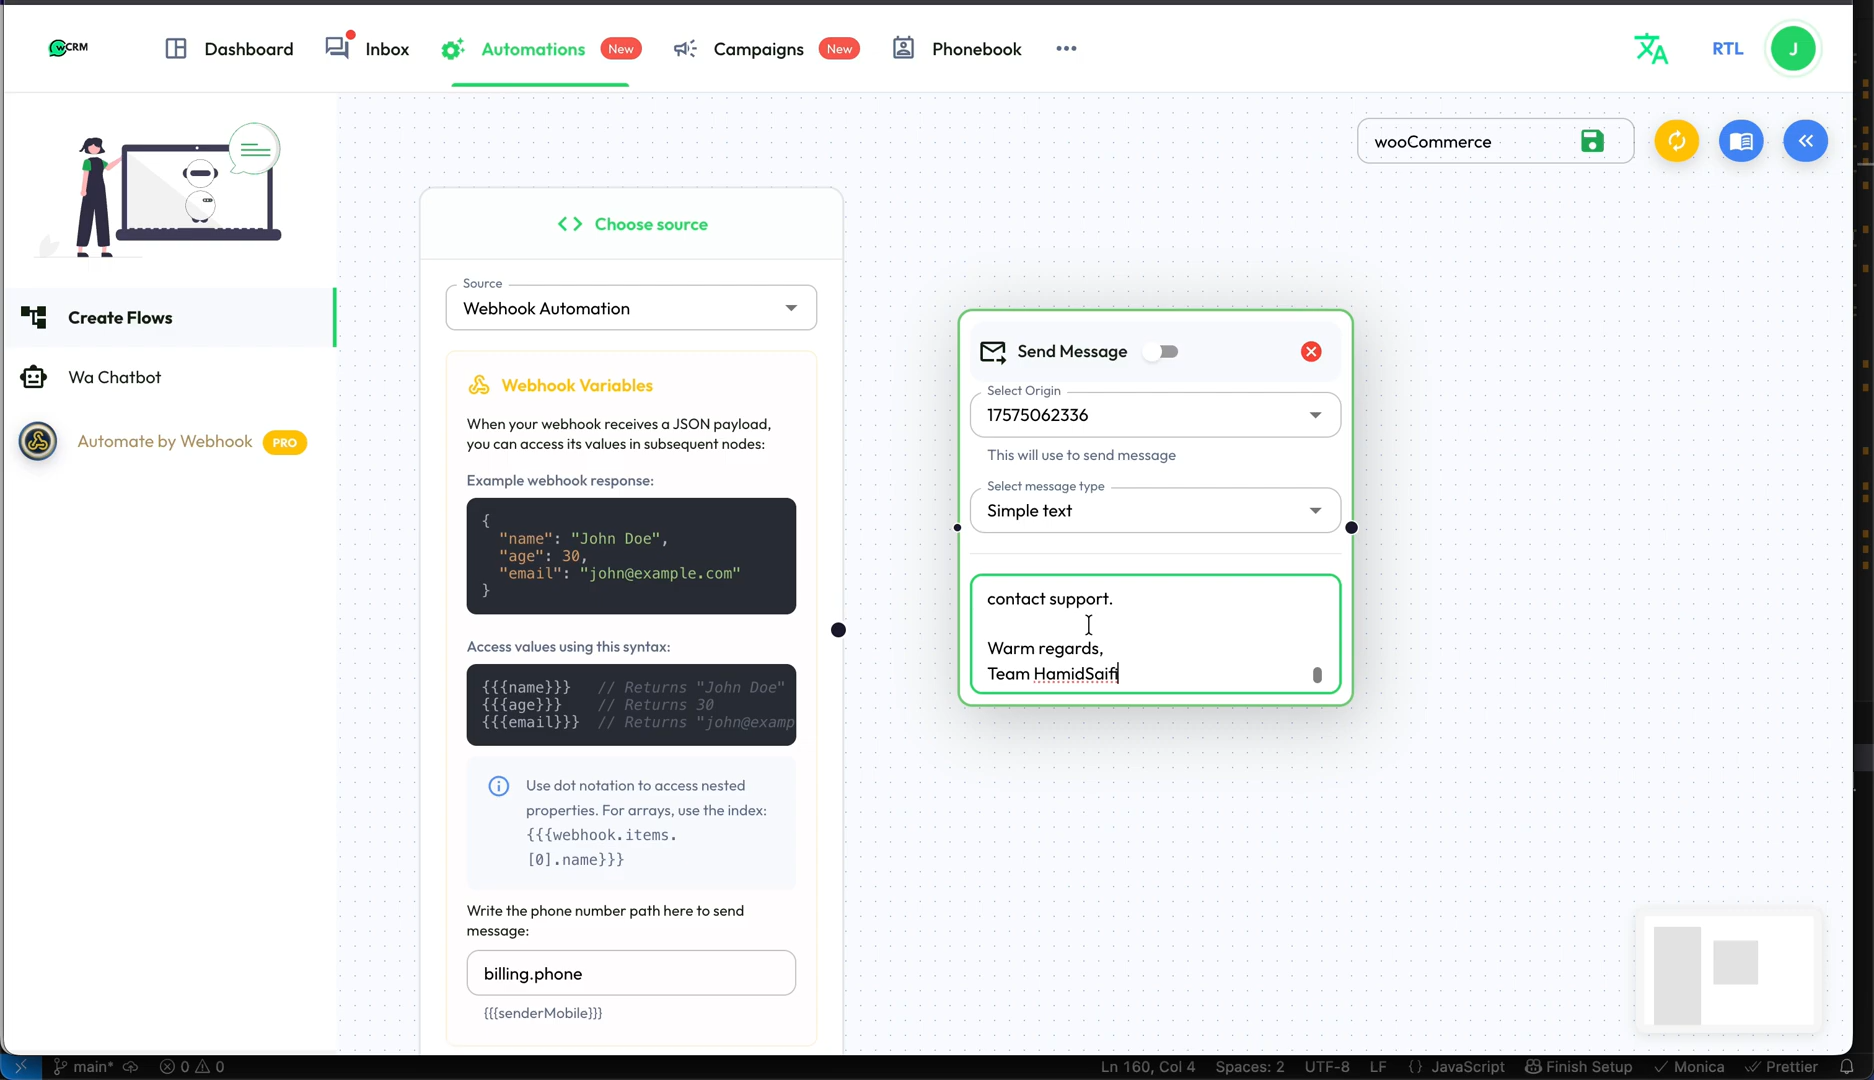 wCRM
Dashboard
Inbox
Automations
New
Campaigns
New
Phonebook
RTL
J
wooCommerce
Choose source
Source
Webhook Automation
Create Flows
Wa Chatbot
Automate by Webhook
PRO
Webhook Variables
When your webhook receives a JSON payload,
you can access its values in subsequent nodes:
Example webhook response:
{
"name": "John Doe",
"age": 30,
"email": "john@example.com"
}
Access values using this syntax:
{{{name}}} // Returns "John Doe"
{{{age}}} // Returns 30
{{{email}}} // Returns "john@examp
Use dot notation to access nested
properties. For arrays, use the index:
{{{webhook.items.
[0].name}}}
Write the phone number path here to send
message:
billing.phone
{{{senderMobile}}}
Send Message
Select Origin
17575062336
This will use to send message
Select message type
Simple text
contact support.
Warm regards,
Team HamidSaifi
main*
0
0
Ln 160, Col 4
Spaces: 2
UTF-8
LF
{} JavaScript
Finish Setup
Monica
Prettier